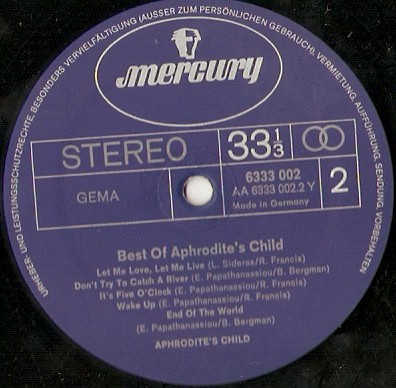 URHEBER- UND LEISTUNGSSCHUTZRECHTE, BESONDERS VERVIELFÄLTIGUNG (AUSSER ZUM PERSÖNLICHEN GEBRAUCH), VERMIETUNG, AUFFÜHRUNG, SENDUNG VORBEHALTEN
mercury
STEREO
33 1/3
GEMA
6333 002
AA 6333 002.2 Y
Made in Germany
2
Best Of Aphrodite's Child
Let Me Love, Let Me Live (L. Sideras/R. Francis)
Don't Try To Catch A River (E. Papathanassiou/B. Bergman)
It's Five O'Clock (E. Papathanassiou/R. Francis)
Wake Up (E. Papathanassiou/R. Francis)
End Of The World
(E. Papathanassiou/B. Bergman)
APHRODITE'S CHILD